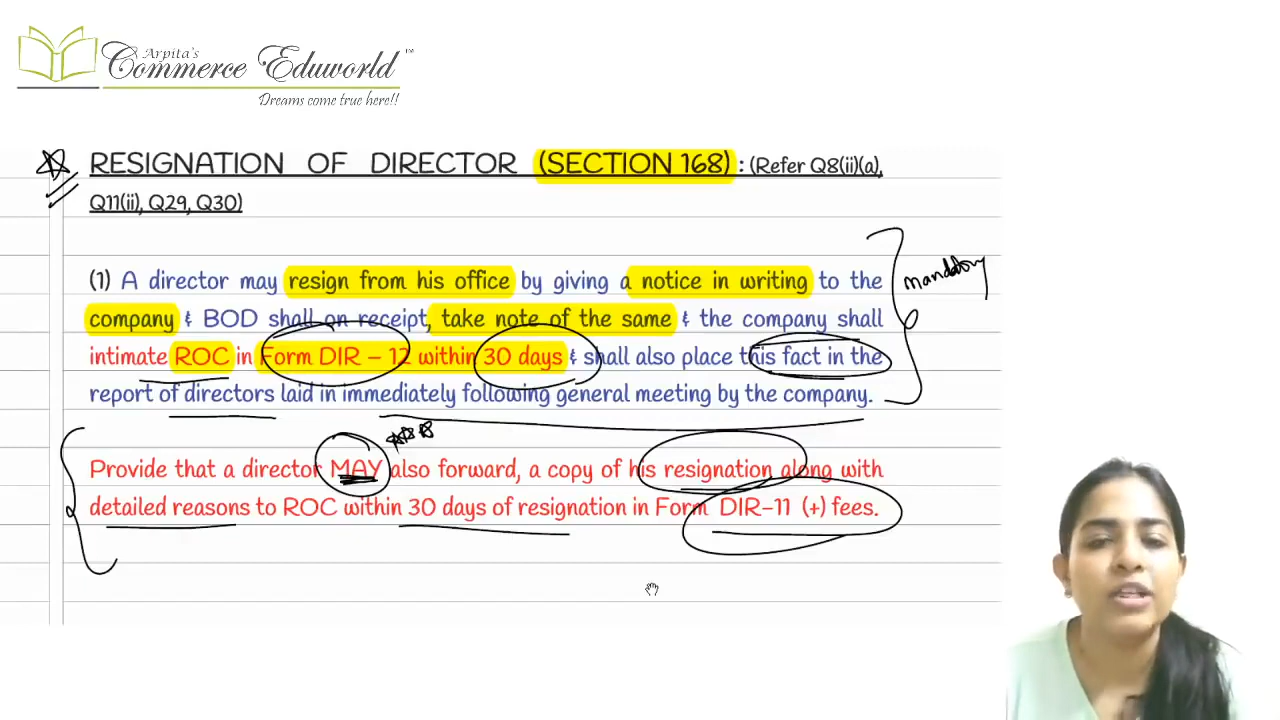 Arpita's
Commerce Eduworld™
Dreams come true here!!
RESIGNATION OF DIRECTOR (SECTION 168) : (Refer Q8(ii)(a),
Q11(ii), Q29, Q30)
(1) A director may resign from his office by giving a notice in writing to the
company & BOD shall on receipt, take note of the same & the company shall
intimate ROC in Form DIR – 12 within 30 days & shall also place this fact in the
report of directors laid in immediately following general meeting by the company.
mandatory
Provide that a director MAY also forward, a copy of his resignation along with
detailed reasons to ROC within 30 days of resignation in Form DIR-11 (+) fees.